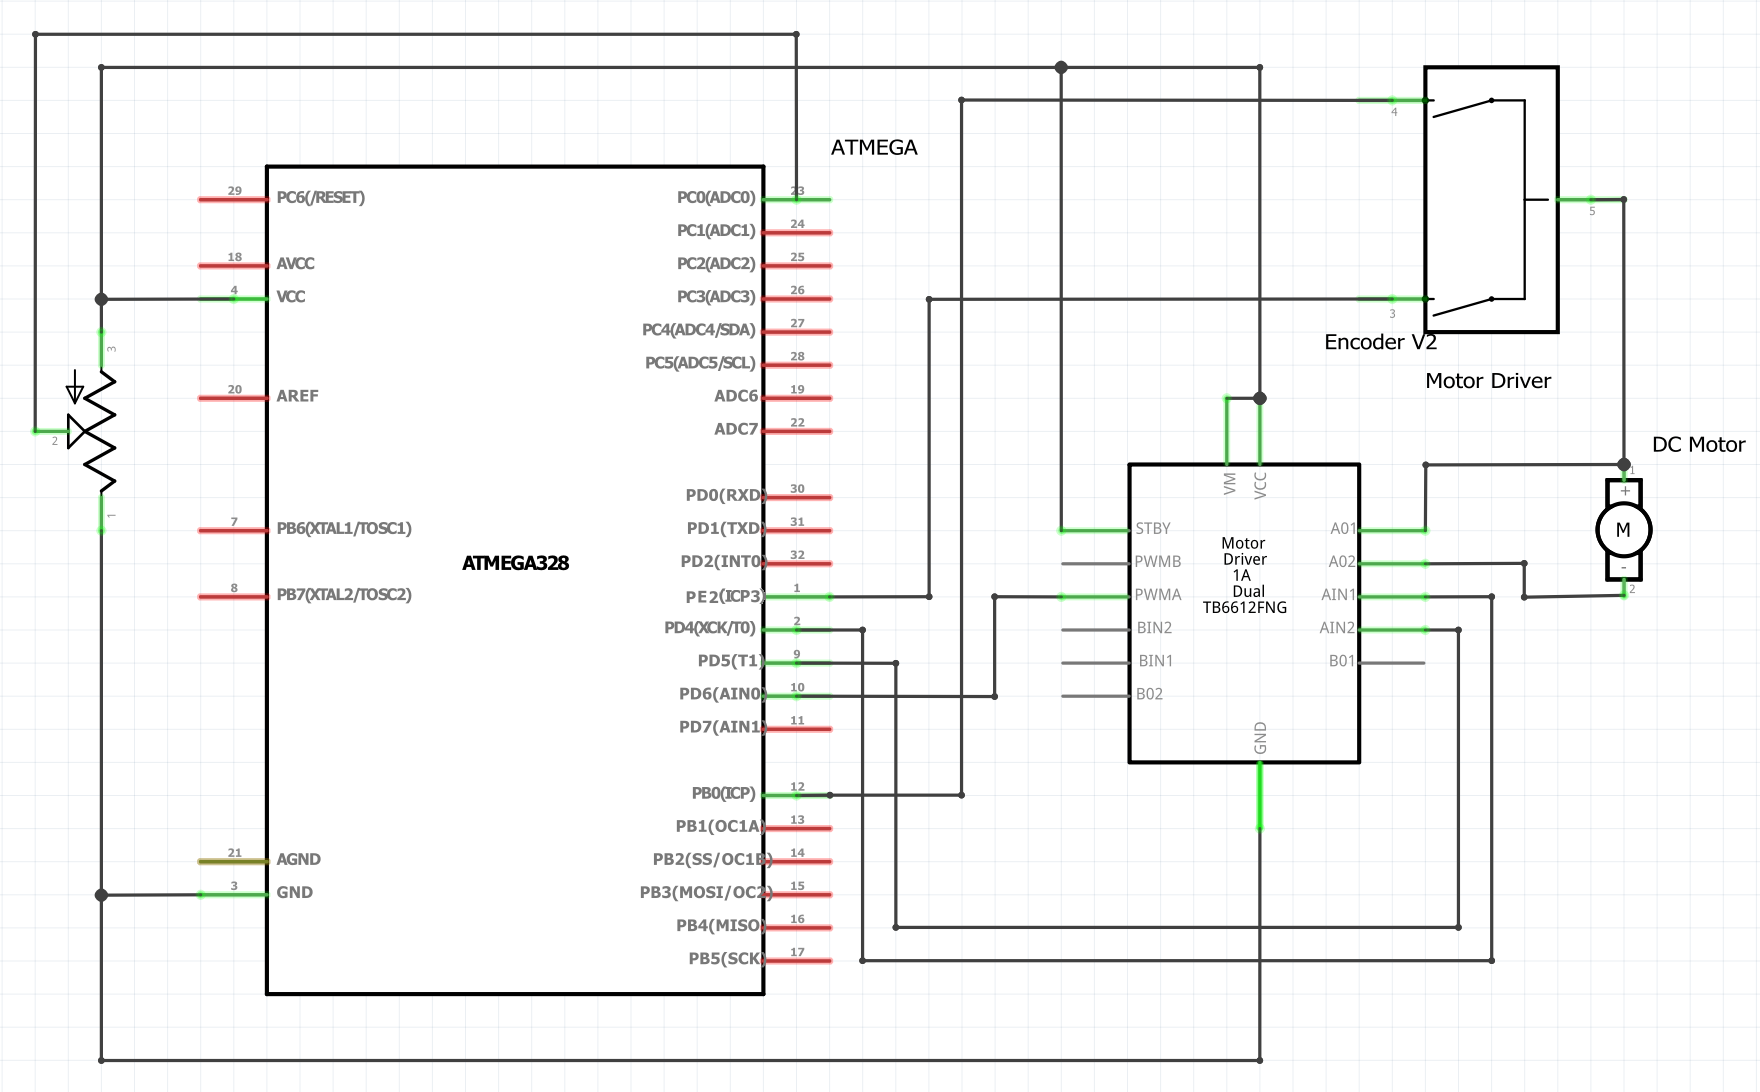 ATMEGA
29 PC6(/RESET)
18 AVCC
4 VCC
20 AREF
7 PB6(XTAL1/TOSC1)
8 PB7(XTAL2/TOSC2)
21 AGND
3 GND
ATMEGA328
PC0(ADC0) 23
PC1(ADC1) 24
PC2(ADC2) 25
PC3(ADC3) 26
PC4(ADC4/SDA) 27
PC5(ADC5/SCL) 28
ADC6 19
ADC7 22
PD0(RXD) 30
PD1(TXD) 31
PD2(INT0) 32
PE2(ICP3) 1
PD4(XCK/T0) 2
PD5(T1) 9
PD6(AIN0) 10
PD7(AIN1) 11
PB0(ICP) 12
PB1(OC1A) 13
PB2(SS/OC1B) 14
PB3(MOSI/OC2) 15
PB4(MISO) 16
PB5(SCK) 17
3
2
1
4
5
3
Encoder V2
Motor Driver
VM
VCC
STBY
PWMB
PWMA
BIN2
BIN1
B02
Motor
Driver
1A
Dual
TB6612FNG
A01
A02
AIN1
AIN2
B01
GND
DC Motor
1
+
M
-
2